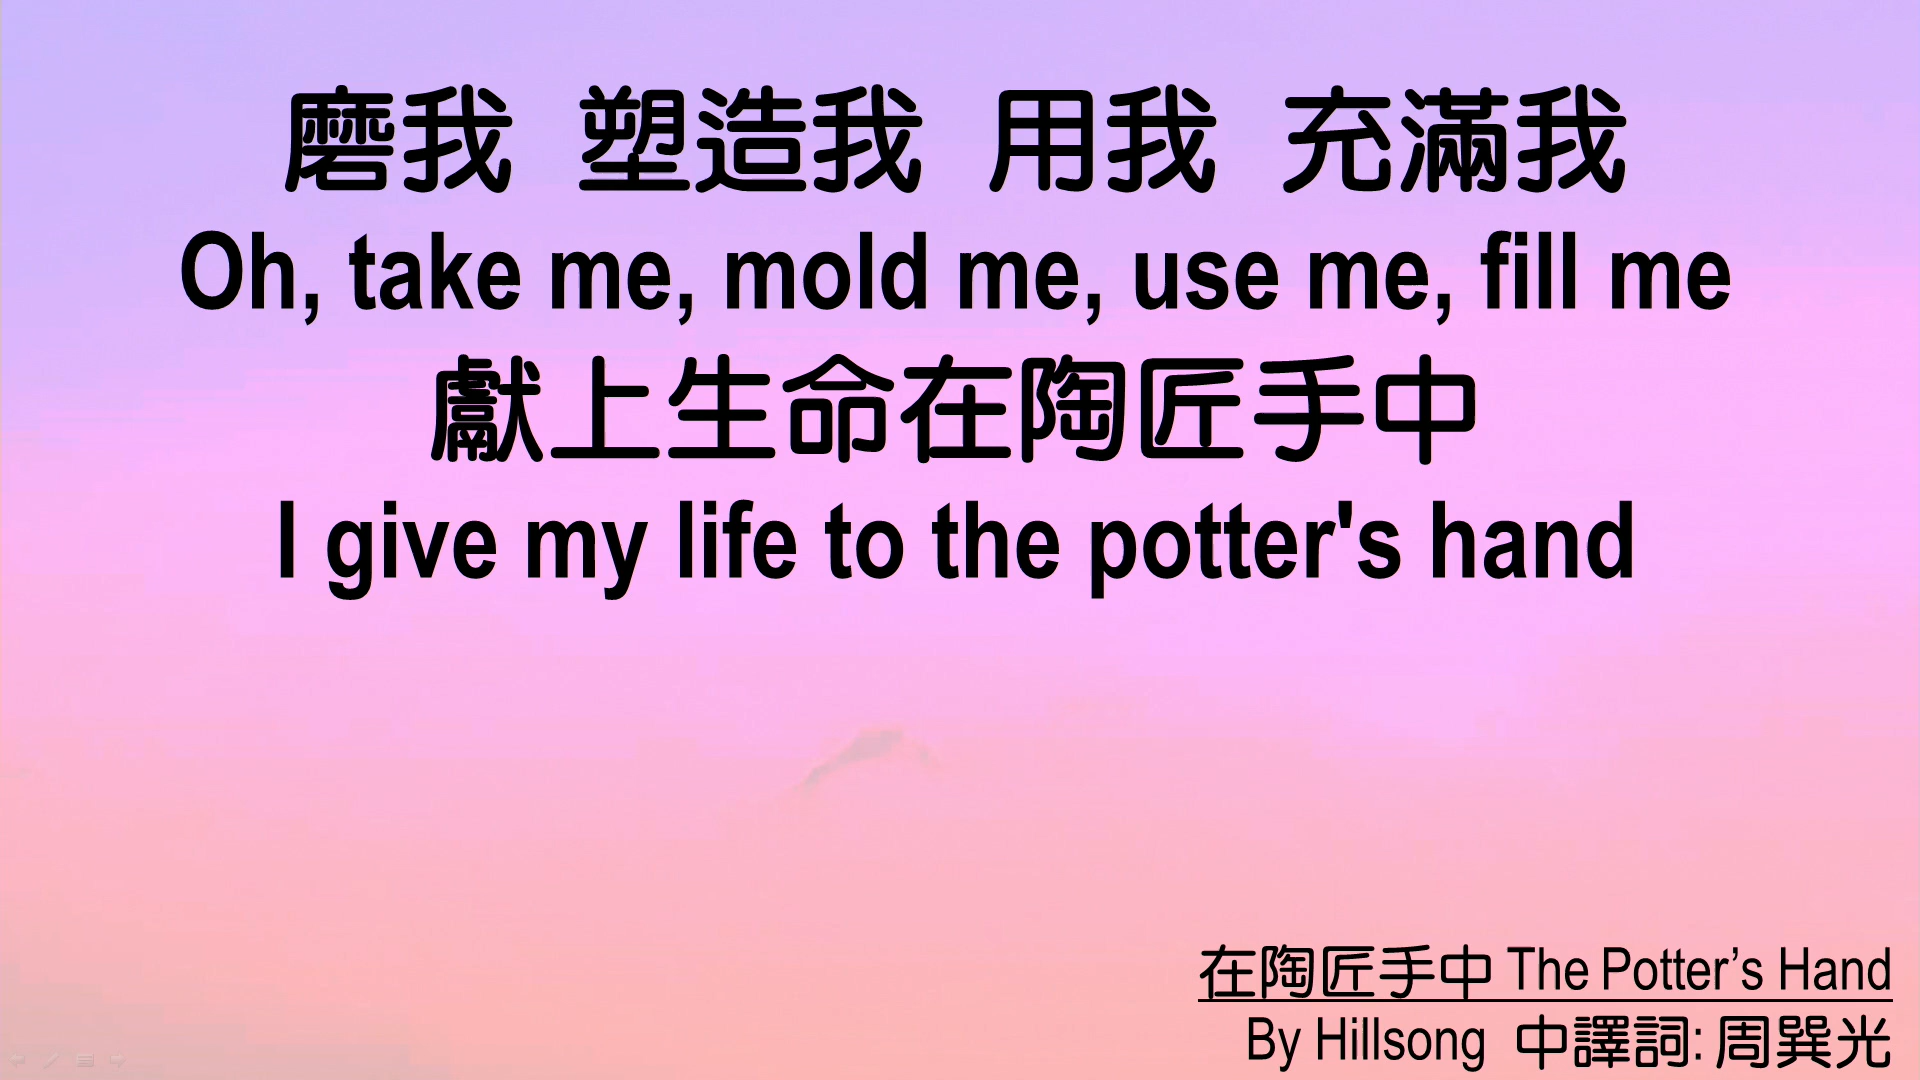 磨我 塑造我 用我 充滿我
Oh, take me, mold me, use me, fill me
獻上生命在陶匠手中
I give my life to the potter's hand
在陶匠手中 The Potter’s Hand
By Hillsong 中譯詞: 周巽光